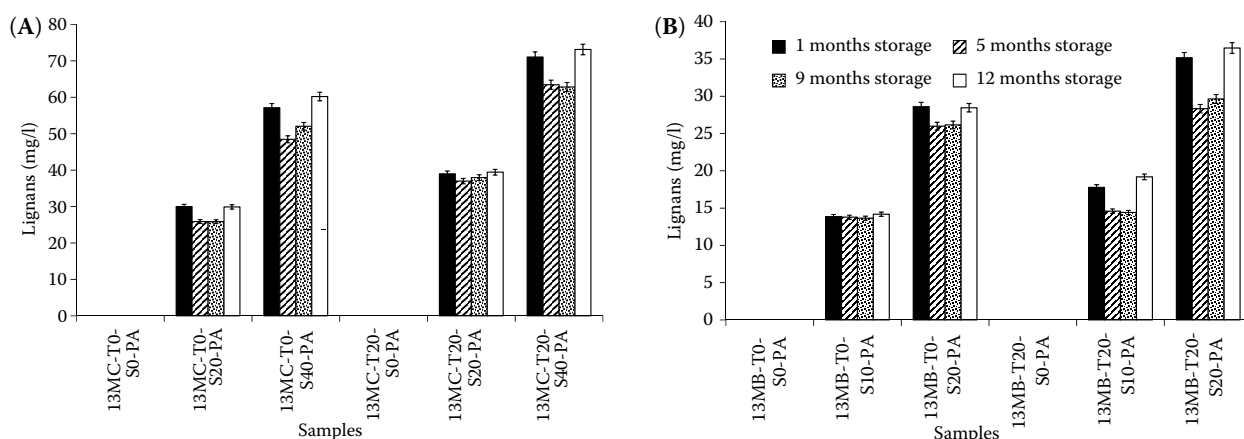 (A)
Lignans (mg/l)
80
70
60
50
40
30
20
10
0
13MC-T0-
S0-PA
13MC-T0-
S20-PA
13MC-T0-
S40-PA
13MC-T20-
S0-PA
13MC-T20-
S20-PA
13MC-T20-
S40-PA
Samples
(B)
Lignans (mg/l)
40
35
30
25
20
15
10
5
0
1 months storage
5 months storage
9 months storage
12 months storage
13MB-T0-
S0-PA
13MB-T0-
S10-PA
13MB-T0-
S20-PA
13MB-T20-
S0-PA
13MB-T20-
S10-PA
13MB-T20-
S20-PA
Samples